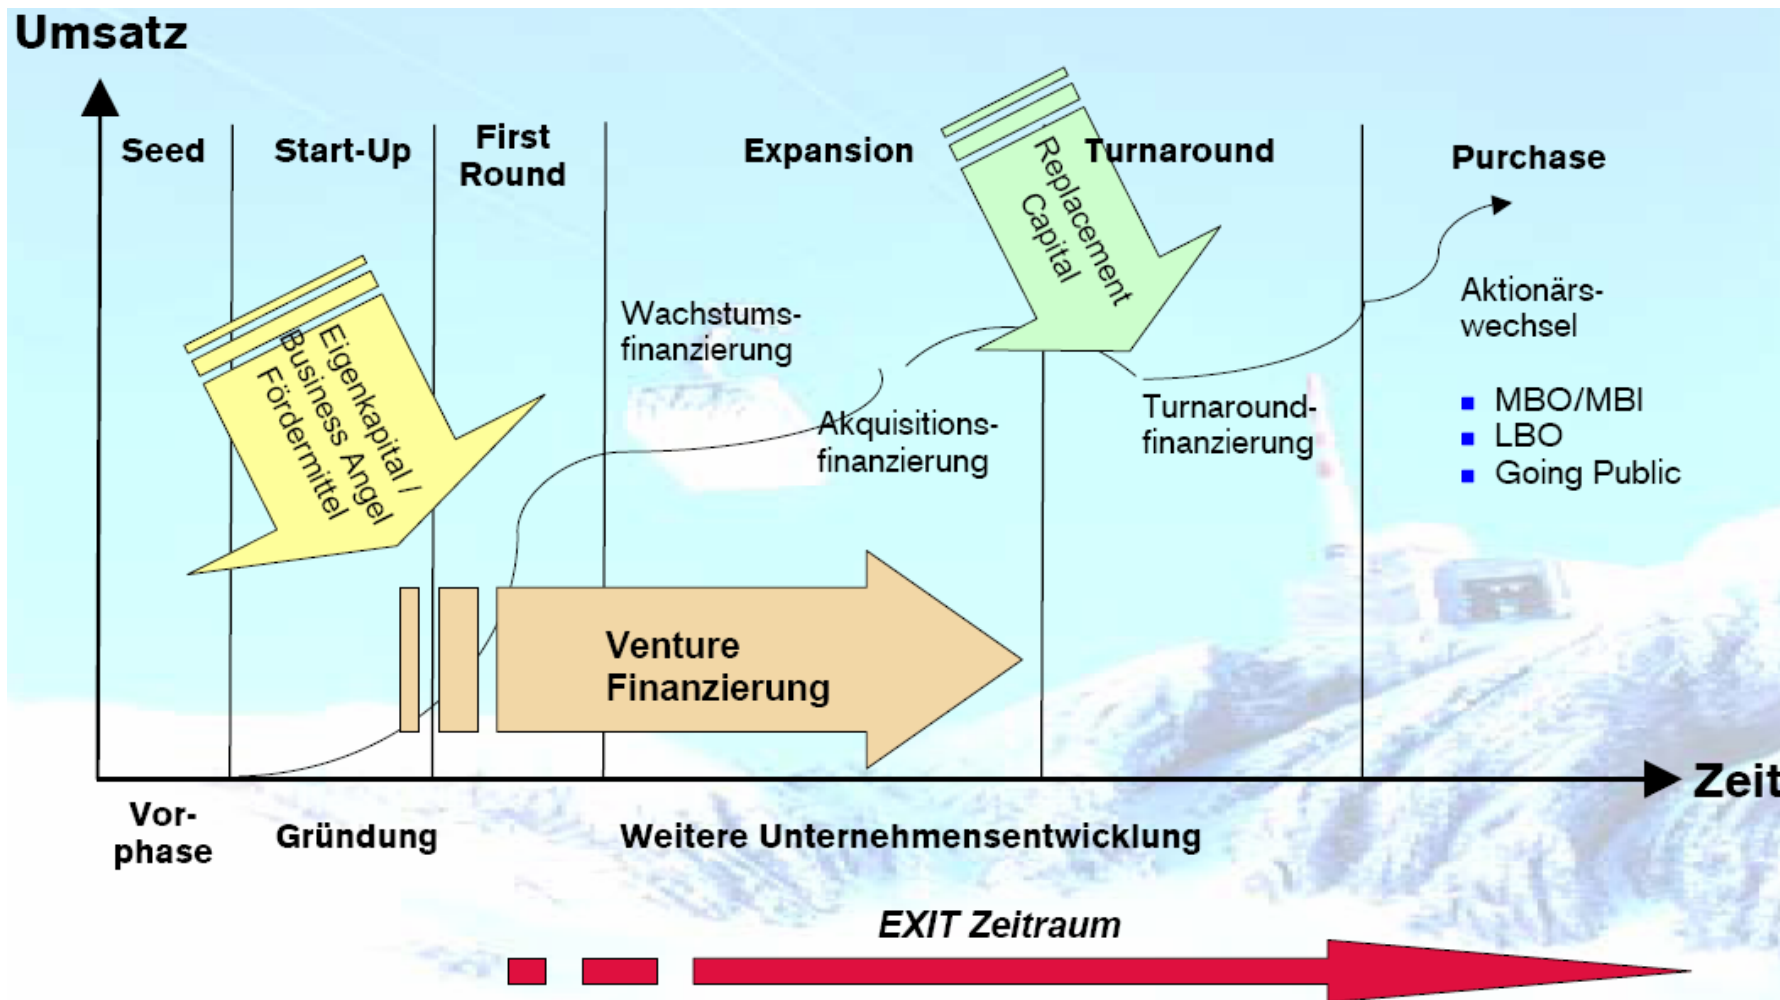 Umsatz
Seed
Start-Up
First
Round
Expansion
Turnaround
Purchase
Replacement
Capital
Eigenkapital /
Business Angel
Fördermittel
Wachstums-
finanzierung
Akquisitions-
finanzierung
Turnaround-
finanzierung
Aktionärs-
wechsel
MBO/MBI
LBO
Going Public
Venture
Finanzierung
Zeit
Vor-
phase
Gründung
Weitere Unternehmensentwicklung
EXIT Zeitraum